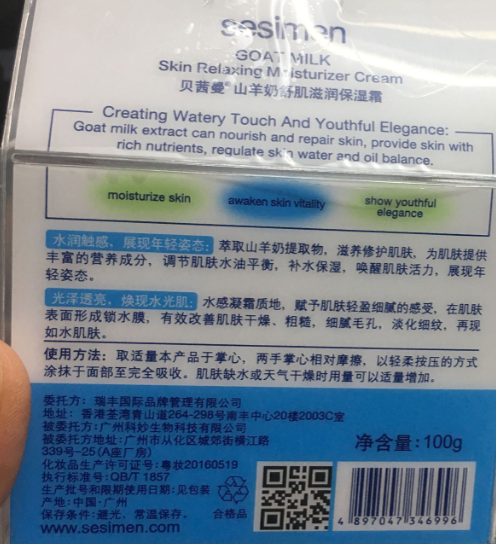 sesimen
GOAT MILK
Skin Relaxing Moisturizer Cream
贝茜曼®山羊奶舒肌滋润保湿霜
Creating Watery Touch And Youthful Elegance:
Goat milk extract can nourish and repair skin, provide skin with
rich nutrients, regulate skin water and oil balance.
moisturize skin
awaken skin vitality
show youthful
elegance
水润触感，展现年轻姿态：萃取山羊奶提取物，滋养修护肌肤，为肌肤提供
丰富的营养成分，调节肌肤水油平衡，补水保湿，唤醒肌肤活力，展现年
轻姿态。
光泽透亮，焕现水光肌：水感凝霜质地，赋予肌肤轻盈细腻的感受，在肌肤
表面形成锁水膜，有效改善肌肤干燥、粗糙，细腻毛孔，淡化细纹，再现
如水肌肤。
使用方法：取适量本产品于掌心，两手掌心相对摩擦，以轻柔按压的方式
涂抹于面部至完全吸收。肌肤缺水或天气干燥时用量可以适量增加。
委托方：瑞丰国际品牌管理有限公司
地址：香港荃湾青山道264-298号南丰中心20楼2003C室
被委托方：广州科妙生物科技有限公司
被委托方地址：广州市从化区城郊街横江路
339号-25(A座厂房)
化妆品生产许可证号：粤妆20160519
执行标准号：QB/T 1857
生产批号和限期使用日期：见包装
产地：中国·广州
保存条件：避光、常温保存。
www.sesimen.com
合格品
净含量：100g
4 897047 346996